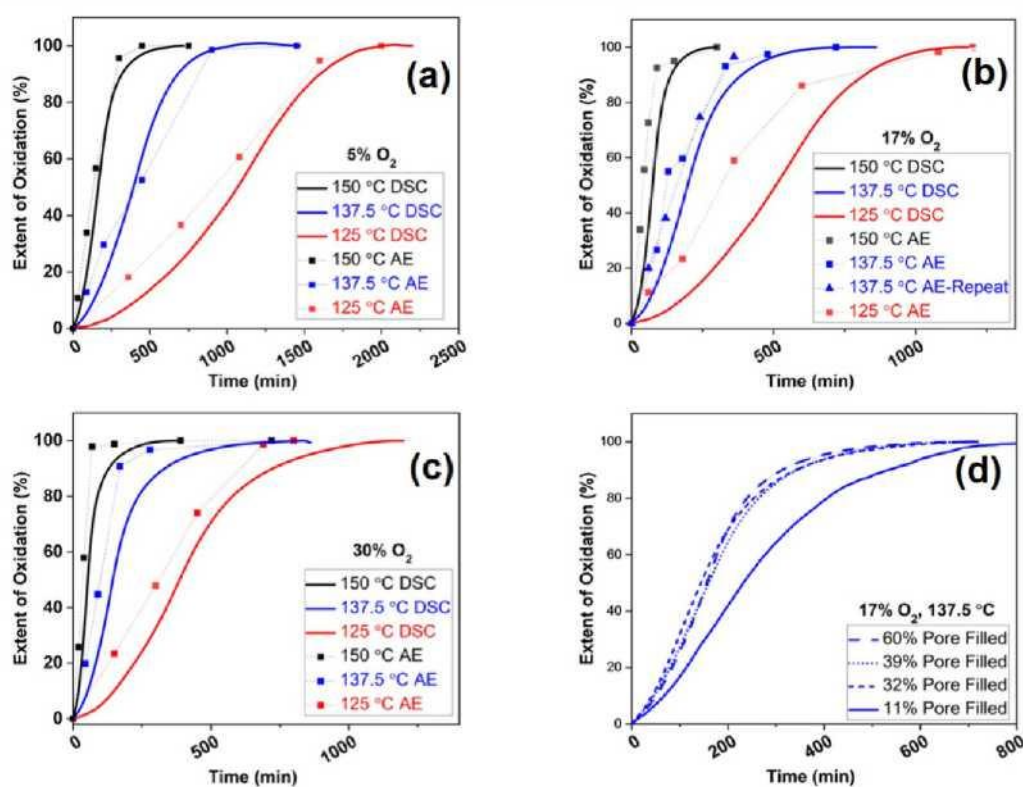 (a)
Extent of Oxidation (%)
100
80
60
40
20
0
5% O2
150 °C DSC
137.5 °C DSC
125 °C DSC
150 °C AE
137.5 °C AE
125 °C AE
0
500
1000
1500
2000
2500
Time (min)
(b)
Extent of Oxidation (%)
100
80
60
40
20
0
17% O2
150 °C DSC
137.5 °C DSC
125 °C DSC
150 °C AE
137.5 °C AE
137.5 °C AE-Repeat
125 °C AE
0
500
1000
Time (min)
(c)
Extent of Oxidation (%)
100
80
60
40
20
0
30% O2
150 °C DSC
137.5 °C DSC
125 °C DSC
150 °C AE
137.5 °C AE
125 °C AE
0
500
1000
Time (min)
(d)
Extent of Oxidation (%)
100
80
60
40
20
0
17% O2, 137.5 °C
60% Pore Filled
39% Pore Filled
32% Pore Filled
11% Pore Filled
0
200
400
600
800
Time (min)